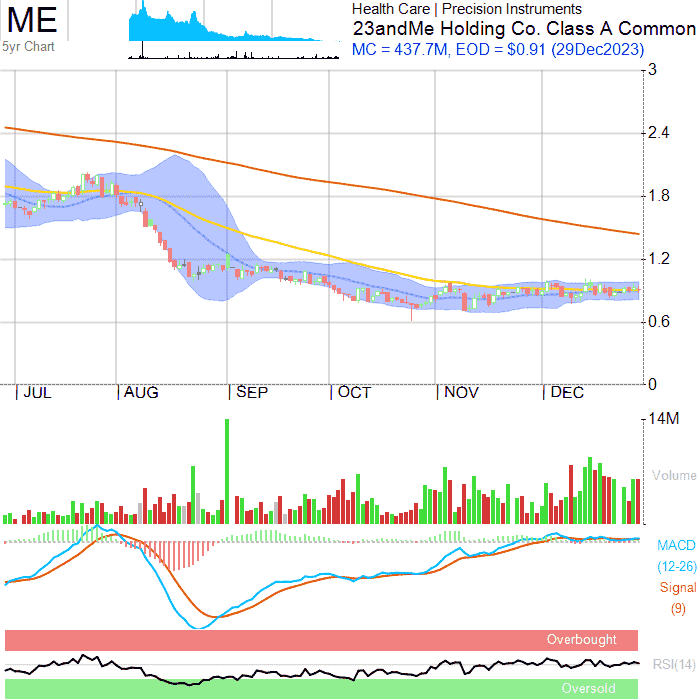 ME
5yr Chart
Health Care | Precision Instruments
23andMe Holding Co. Class A Common
MC = 437.7M, EOD = $0.91 (29Dec2023)
3
2.4
1.8
1.2
0.6
0
JUL
AUG
SEP
OCT
NOV
DEC
14M
Volume
MACD
(12-26)
Signal
(9)
Overbought
RSI(14)
Oversold